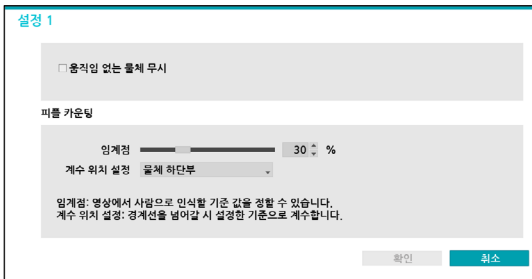 설정 1
움직임 없는 물체 무시
피플 카운팅
임계점 30 %
계수 위치 설정 물체 하단부
임계점: 영상에서 사람으로 인식할 기준 값을 정할 수 있습니다.
계수 위치 설정: 경계선을 넘어갈 시 설정한 기준으로 계수합니다.
확인 취소